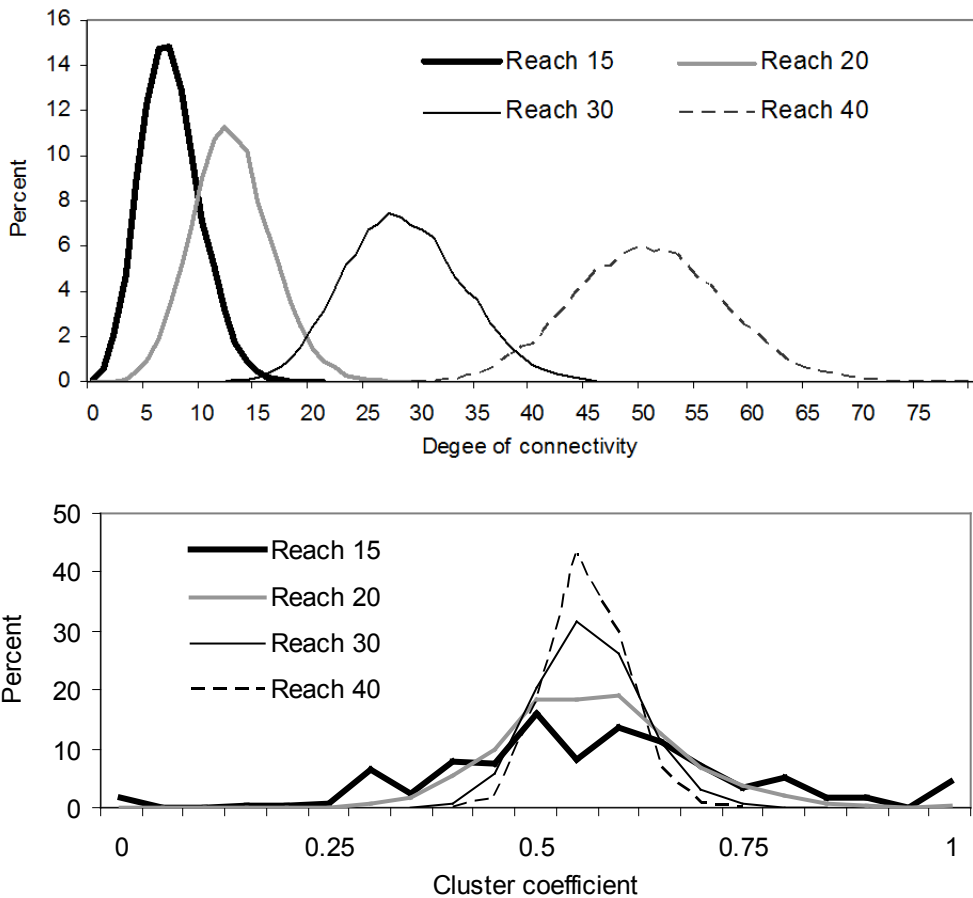 16
14
12
10
8
6
4
2
0
Percent
Reach 15
Reach 20
Reach 30
Reach 40
0 5 10 15 20 25 30 35 40 45 50 55 60 65 70 75
Degee of connectivity
50
40
30
20
10
0
Percent
Reach 15
Reach 20
Reach 30
Reach 40
0 0.25 0.5 0.75 1
Cluster coefficient